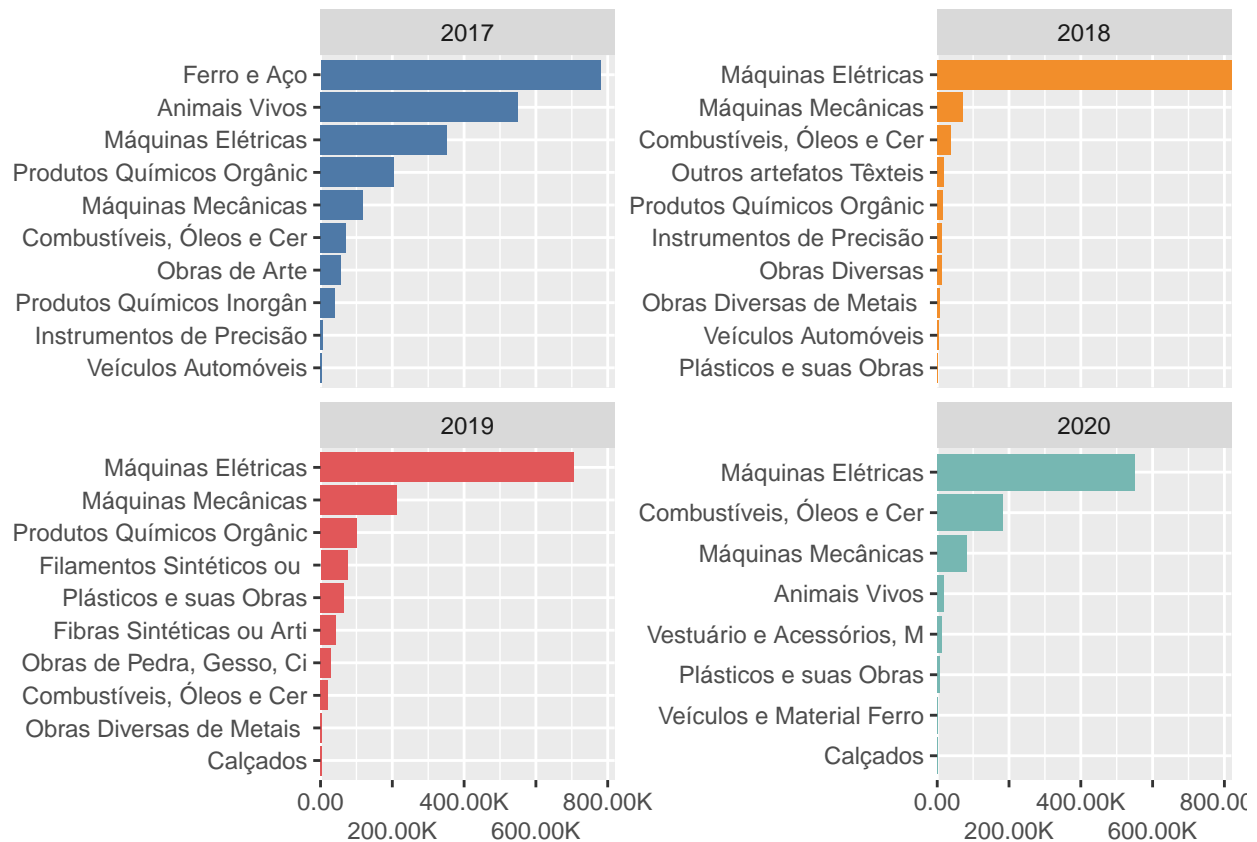 2017
Ferro e Aço
Animais Vivos
Máquinas Elétricas
Produtos Químicos Orgânic
Máquinas Mecânicas
Combustíveis, Óleos e Cer
Obras de Arte
Produtos Químicos Inorgân
Instrumentos de Precisão
Veículos Automóveis
2018
Máquinas Elétricas
Máquinas Mecânicas
Combustíveis, Óleos e Cer
Outros artefatos Têxteis
Produtos Químicos Orgânic
Instrumentos de Precisão
Obras Diversas
Obras Diversas de Metais
Veículos Automóveis
Plásticos e suas Obras
2019
Máquinas Elétricas
Máquinas Mecânicas
Produtos Químicos Orgânic
Filamentos Sintéticos ou
Plásticos e suas Obras
Fibras Sintéticas ou Arti
Obras de Pedra, Gesso, Ci
Combustíveis, Óleos e Cer
Obras Diversas de Metais
Calçados
0.00 400.00K 800.00K
200.00K 600.00K
2020
Máquinas Elétricas
Combustíveis, Óleos e Cer
Máquinas Mecânicas
Animais Vivos
Vestuário e Acessórios, M
Plásticos e suas Obras
Veículos e Material Ferro
Calçados
0.00 400.00K 800.0
200.00K 600.00K